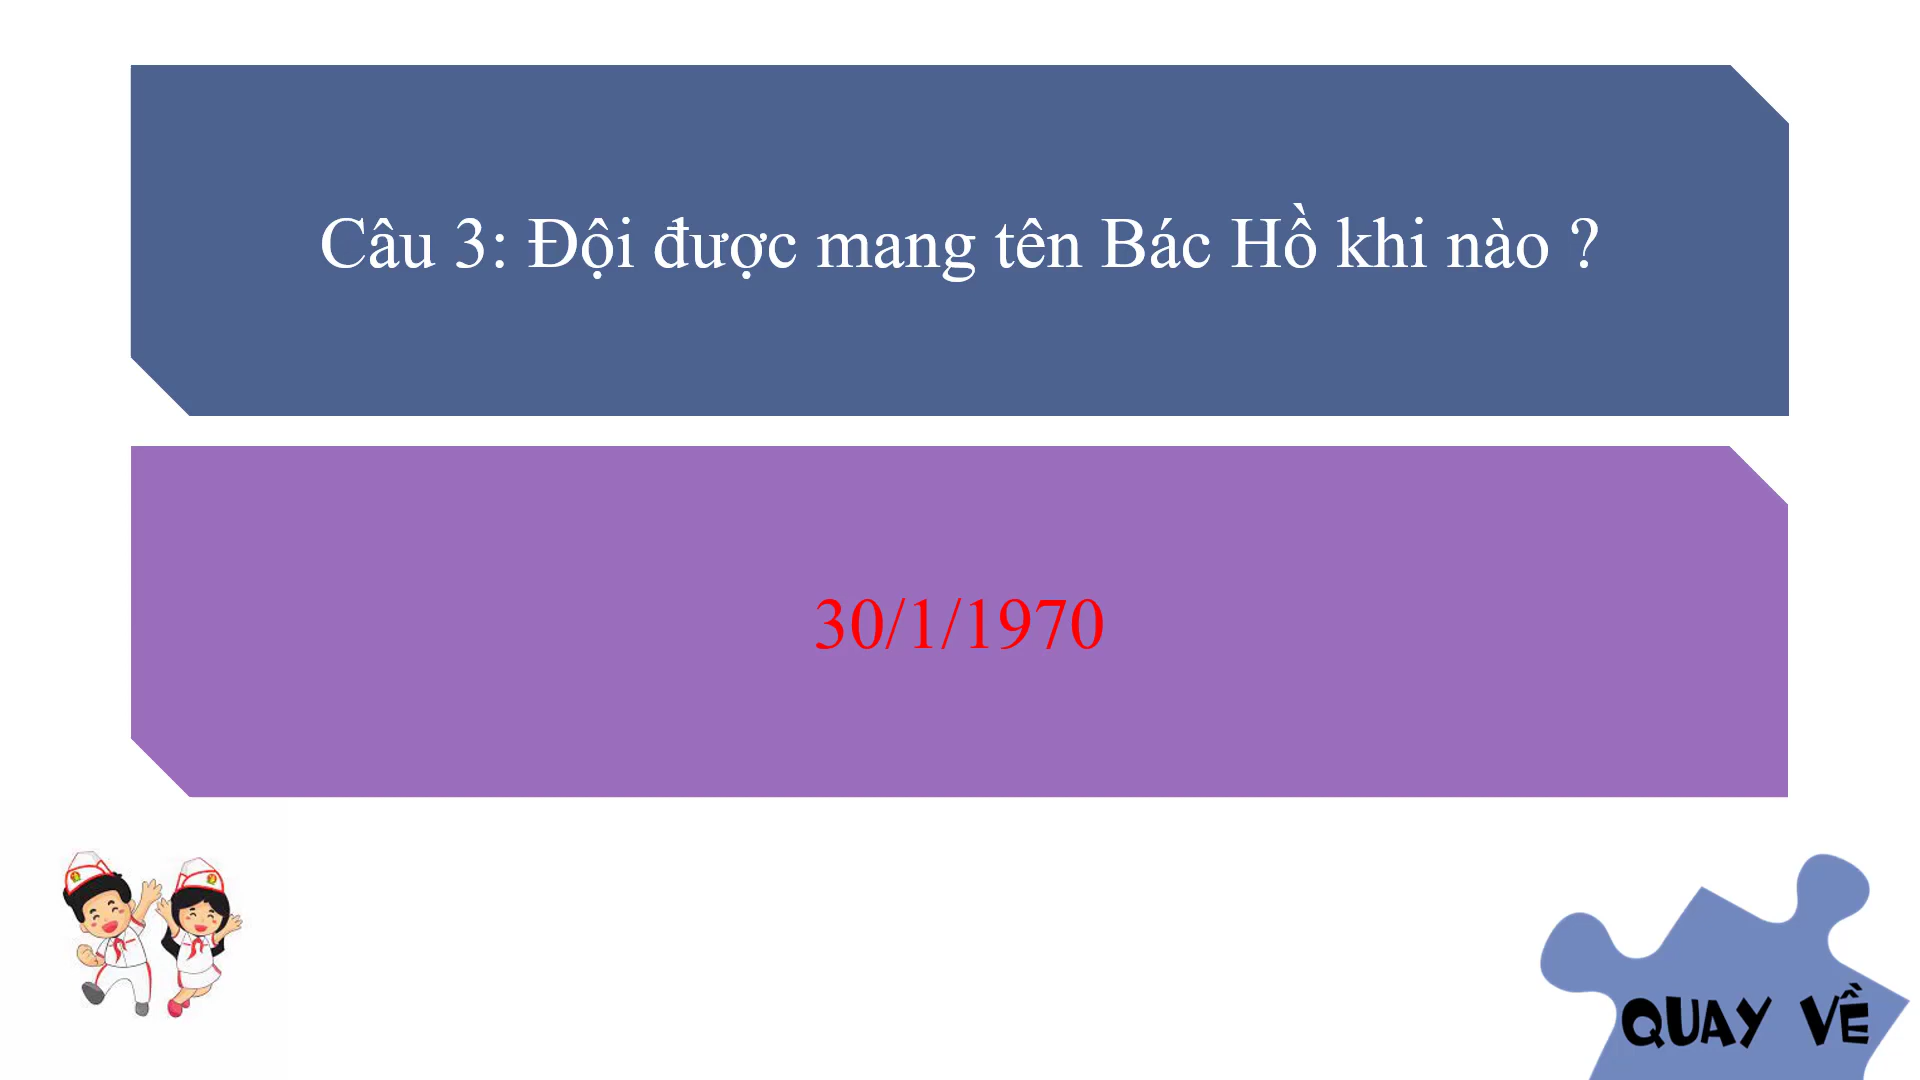 Câu 3: Đội được mang tên Bác Hồ khi nào ?
30/1/1970
QUAY VỀ